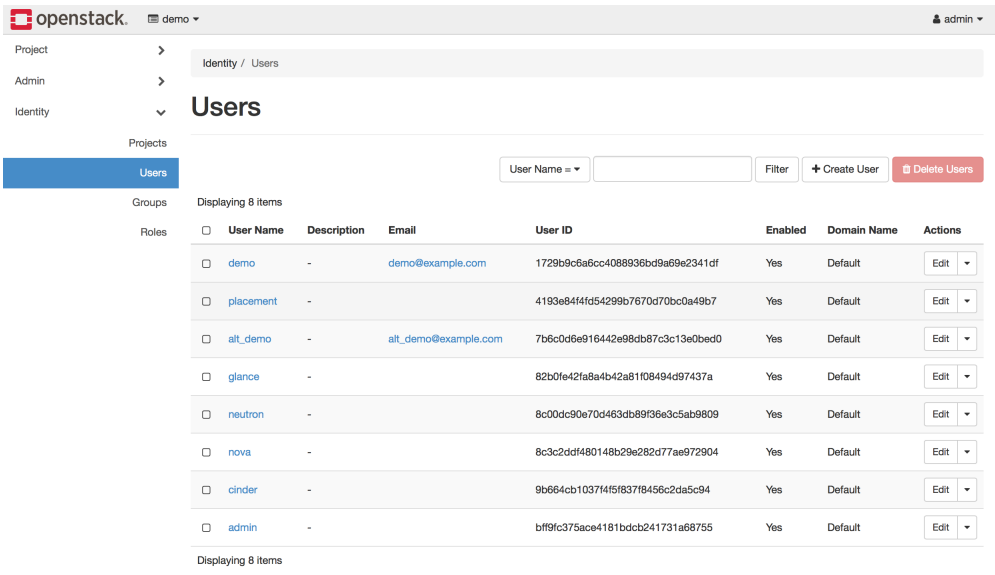 openstack. demo admin
Project
Admin
Identity
Projects
Users
Groups
Roles
Identity / Users
Users
User Name = Filter + Create User Delete Users
Displaying 8 items
User Name Description Email User ID Enabled Domain Name Actions
demo - demo@example.com 1729b9c6a6cc4088936bd9a69e2341df Yes Default Edit
placement - 4193e84f4fd54299b7670d70bc0a49b7 Yes Default Edit
alt_demo - alt_demo@example.com 7b6c0d6e916442e98db87c3c13e0bed0 Yes Default Edit
glance - 82b0fe42fa8a4b42a81f08494d97437a Yes Default Edit
neutron - 8c00dc90e70d463db89f36e3c5ab9809 Yes Default Edit
nova - 8c3c2ddf480148b29e282d77ae972904 Yes Default Edit
cinder - 9b664cb1037f4f5f837f8456c2da5c94 Yes Default Edit
admin - bff9fc375ace4181bdcb241731a68755 Yes Default Edit
Displaying 8 items